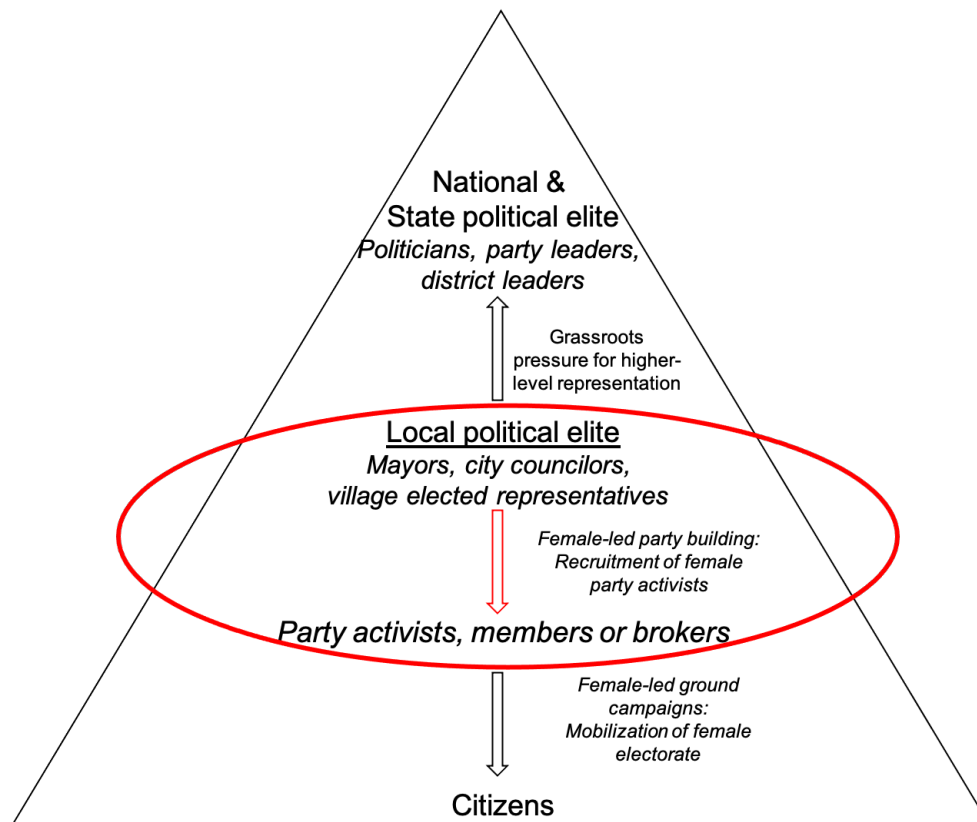 National &
State political elite
Politicians, party leaders,
district leaders
Grassroots
pressure for higher-
level representation
Local political elite
Mayors, city councilors,
village elected representatives
Female-led party building:
Recruitment of female
party activists
Party activists, members or brokers
Female-led ground
campaigns:
Mobilization of female
electorate
Citizens